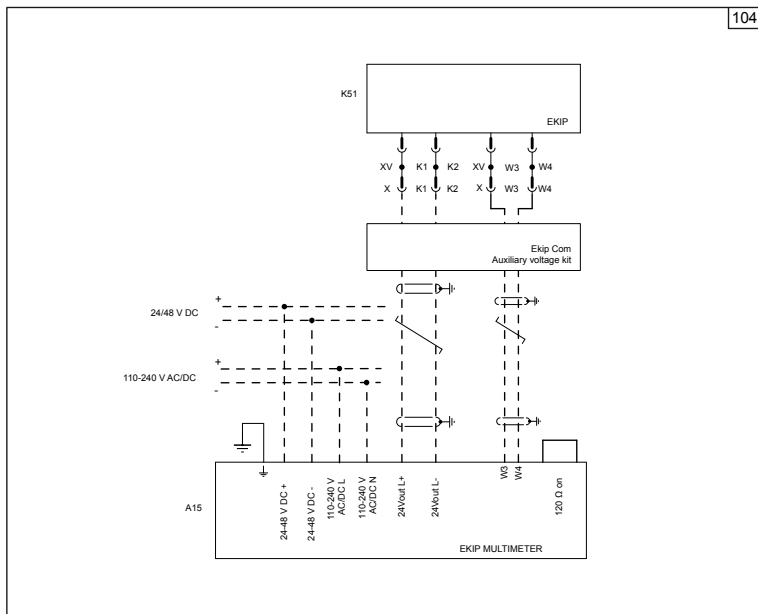 104
K51
EKIP
XV K1 K2 XV W3 W4
X K1 K2 X W3 W4
Ekip Com
Auxiliary voltage kit
+
24/48 V DC
-
+
110-240 V AC/DC
-
A15
24-48 V DC +
24-48 V DC -
110-240 V
AC/DC L
110-240 V
AC/DC N
24Vout L+
24Vout L-
W3
W4
120 Ω on
EKIP MULTIMETER